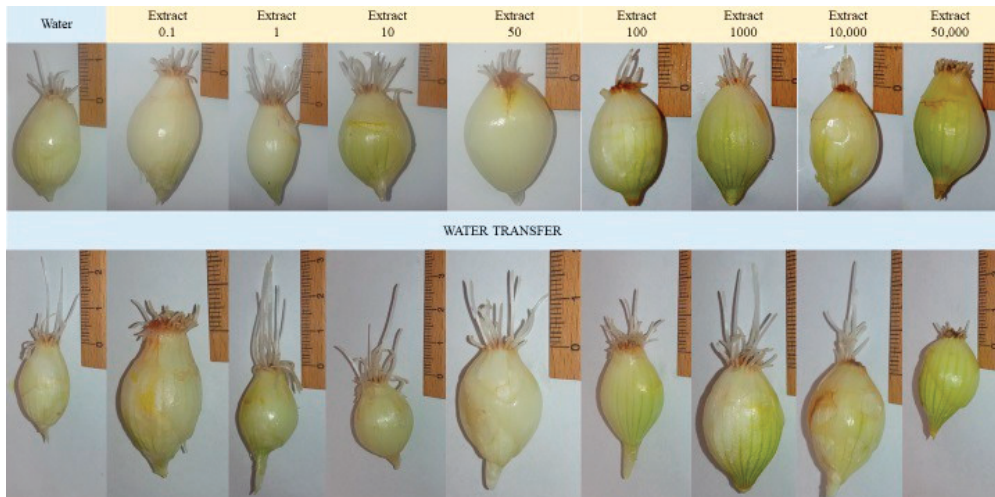 Water
Extract
0.1
Extract
1
Extract
10
Extract
50
Extract
100
Extract
1000
Extract
10,000
Extract
50,000
WATER TRANSFER